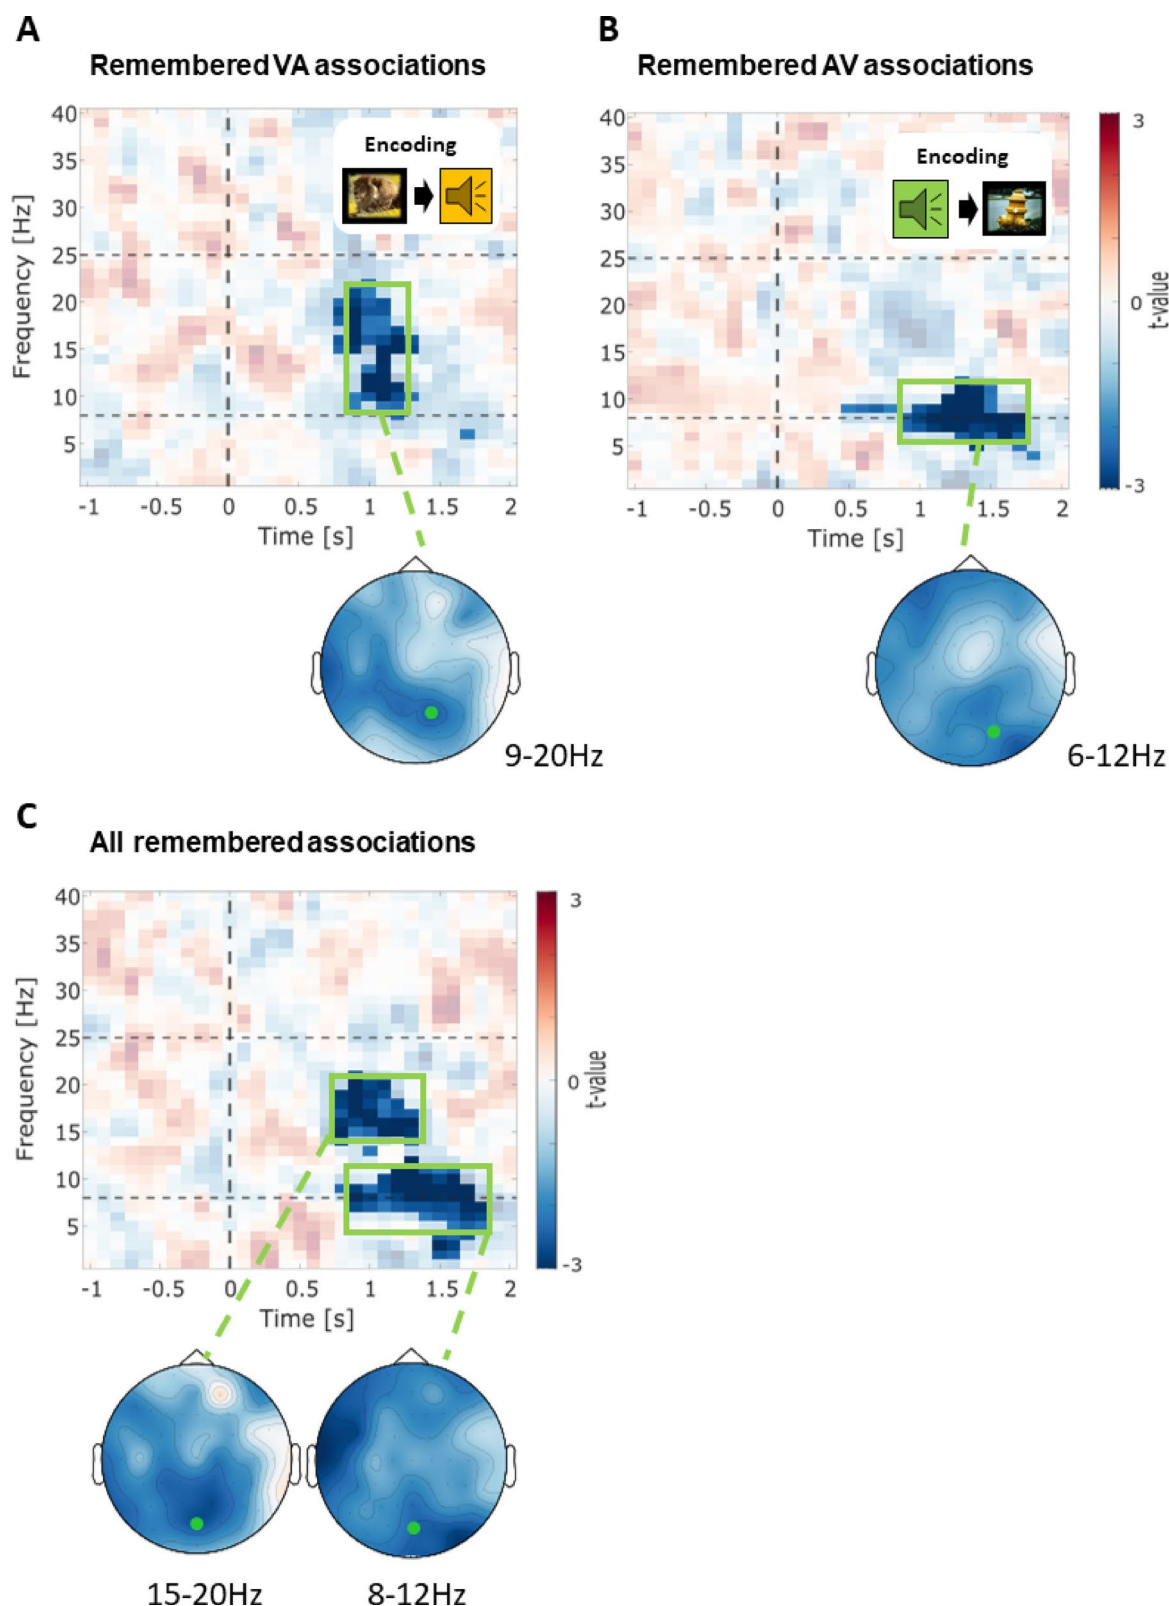 A
Remembered VA associations
40
35
30
25
20
15
10
5
Frequency [Hz]
Encoding
-1 -0.5 0 0.5 1 1.5 2
Time [s]
9-20Hz
B
Remembered AV associations
40
35
30
25
20
15
10
5
Encoding
-1 -0.5 0 0.5 1 1.5 2
Time [s]
3
0
-3
t-value
6-12Hz
C
All remembered associations
40
35
30
25
20
15
10
5
Frequency [Hz]
-1 -0.5 0 0.5 1 1.5 2
Time [s]
3
0
-3
t-value
15-20Hz
8-12Hz